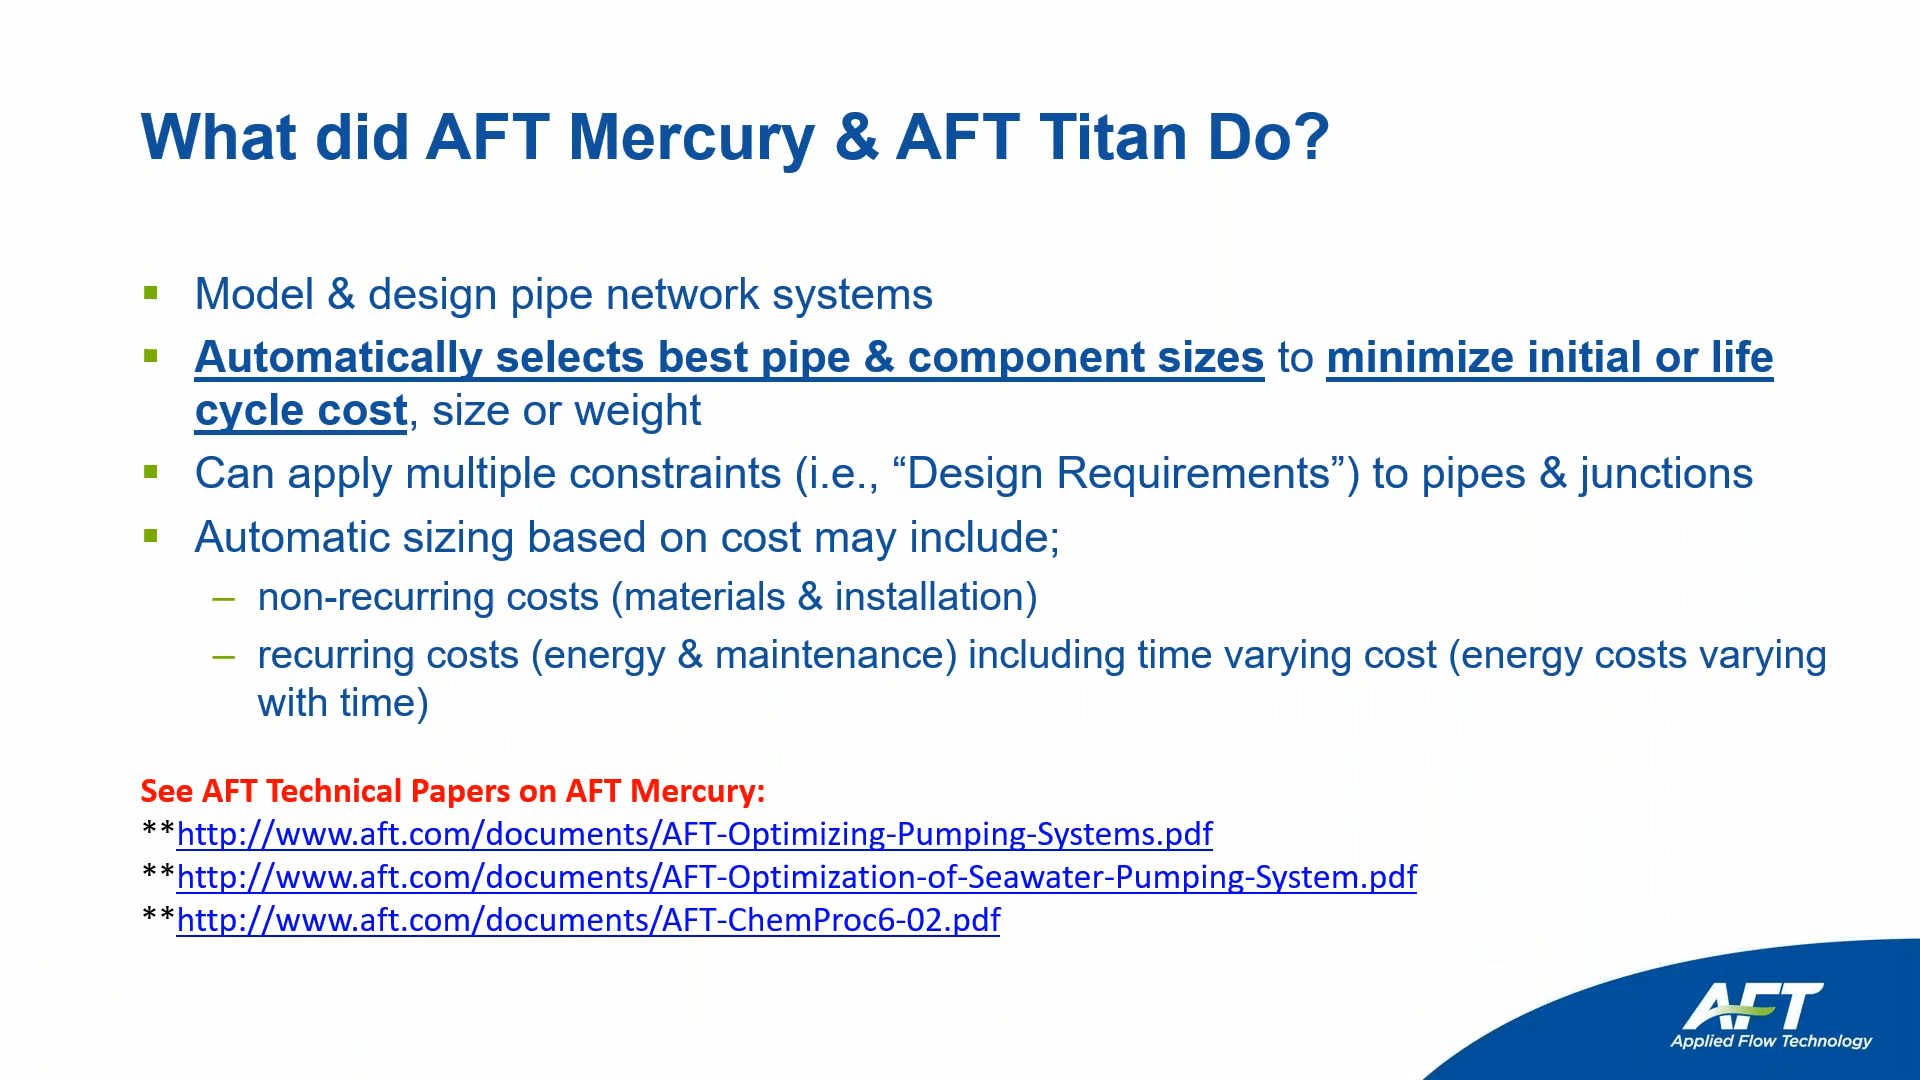 What did AFT Mercury & AFT Titan Do?
▪ Model & design pipe network systems
▪ Automatically selects best pipe & component sizes to minimize initial or life
cycle cost, size or weight
▪ Can apply multiple constraints (i.e., “Design Requirements”) to pipes & junctions
▪ Automatic sizing based on cost may include;
– non-recurring costs (materials & installation)
– recurring costs (energy & maintenance) including time varying cost (energy costs varying
with time)
See AFT Technical Papers on AFT Mercury:
**http://www.aft.com/documents/AFT-Optimizing-Pumping-Systems.pdf
**http://www.aft.com/documents/AFT-Optimization-of-Seawater-Pumping-System.pdf
**http://www.aft.com/documents/AFT-ChemProc6-02.pdf
AFT
Applied Flow Technology